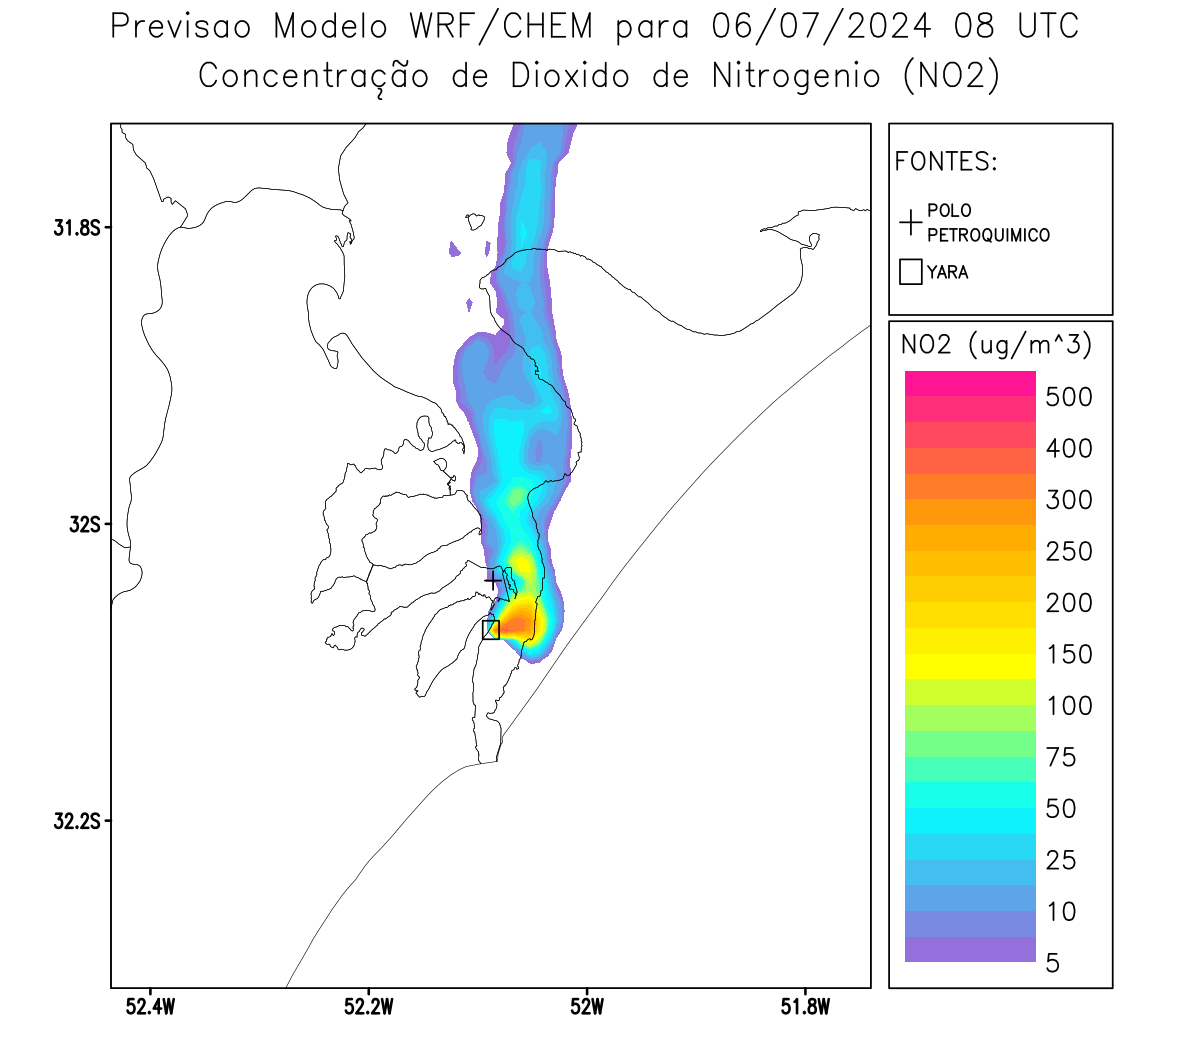 Previsao Modelo WRF/CHEM para 06/07/2024 08 UTC
Concentração de Dioxido de Nitrogenio (NO2)
FONTES:
POLO
PETROQUIMICO
YARA
NO2 (ug/m^3)
500
400
300
250
200
150
100
75
50
25
10
5
31.8S
32S
32.2S
52.4W
52.2W
52W
51.8W